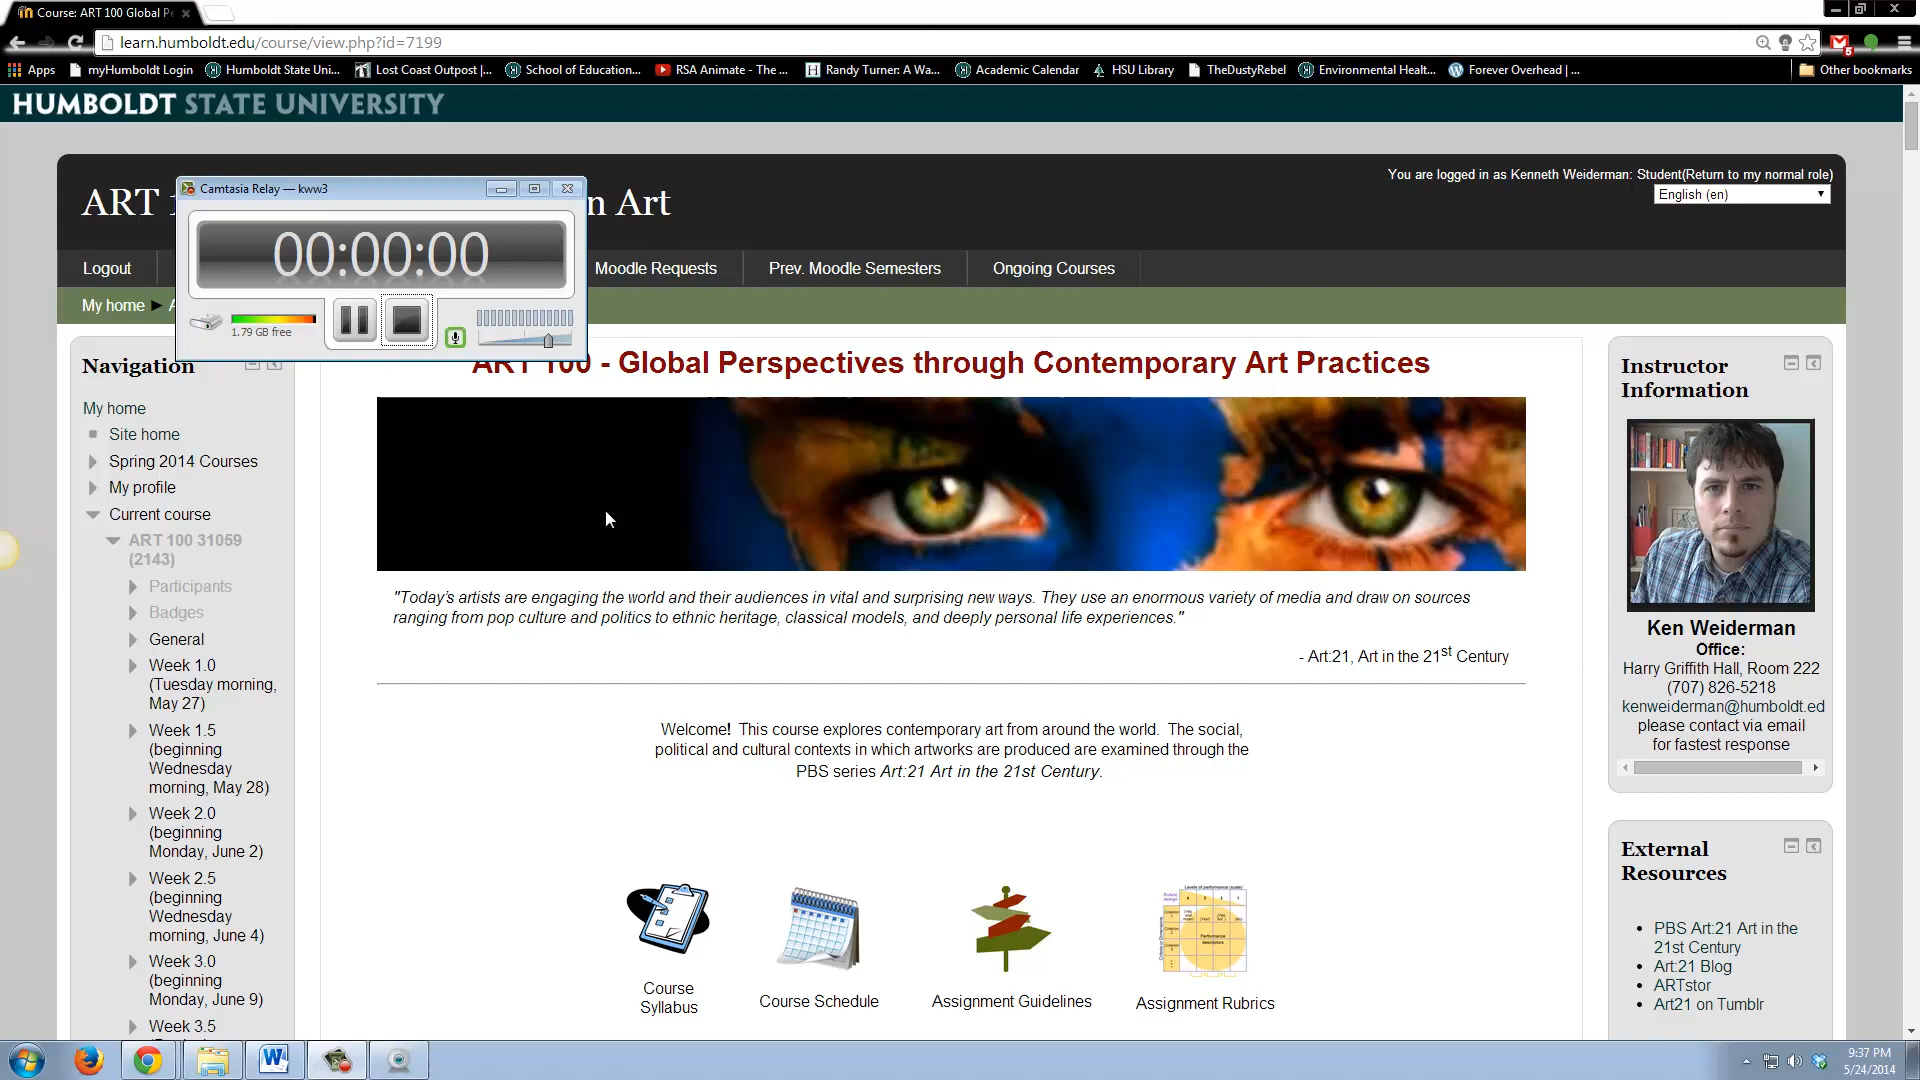 Course: ART 100 Global Pe
learn.humboldt.edu/course/view.php?id=7199
5
Apps
myHumboldt Login
Humboldt State Uni...
Lost Coast Outpost |...
School of Education...
RSA Animate - The ...
Randy Turner: A Wa...
Academic Calendar
HSU Library
TheDustyRebel
Environmental Healt...
Forever Overhead | ...
Other bookmarks
HUMBOLDT STATE UNIVERSITY
You are logged in as Kenneth Weiderman: Student(Return to my normal role)
English (en)
ART
n Art
Camtasia Relay — kww3
00:00:00
1.79 GB free
Logout
Moodle Requests
Prev. Moodle Semesters
Ongoing Courses
My home ► A
Navigation
My home
Site home
Spring 2014 Courses
My profile
Current course
ART 100 31059
(2143)
Participants
Badges
General
Week 1.0
(Tuesday morning,
May 27)
Week 1.5
(beginning
Wednesday
morning, May 28)
Week 2.0
(beginning
Monday, June 2)
Week 2.5
(beginning
Wednesday
morning, June 4)
Week 3.0
(beginning
Monday, June 9)
Week 3.5
ART 100 - Global Perspectives through Contemporary Art Practices
"Today's artists are engaging the world and their audiences in vital and surprising new ways. They use an enormous variety of media and draw on sources
ranging from pop culture and politics to ethnic heritage, classical models, and deeply personal life experiences."
- Art:21, Art in the 21st Century
Welcome! This course explores contemporary art from around the world. The social,
political and cultural contexts in which artworks are produced are examined through the
PBS series Art:21 Art in the 21st Century.
Levels of performance (scale)
Performance
descriptors
Course
Syllabus
Course Schedule
Assignment Guidelines
Assignment Rubrics
Instructor
Information
Ken Weiderman
Office:
Harry Griffith Hall, Room 222
(707) 826-5218
kenweiderman@humboldt.ed
please contact via email
for fastest response
External
Resources
PBS Art:21 Art in the
21st Century
Art:21 Blog
ARTstor
Art21 on Tumblr
9:37 PM
5/24/2014